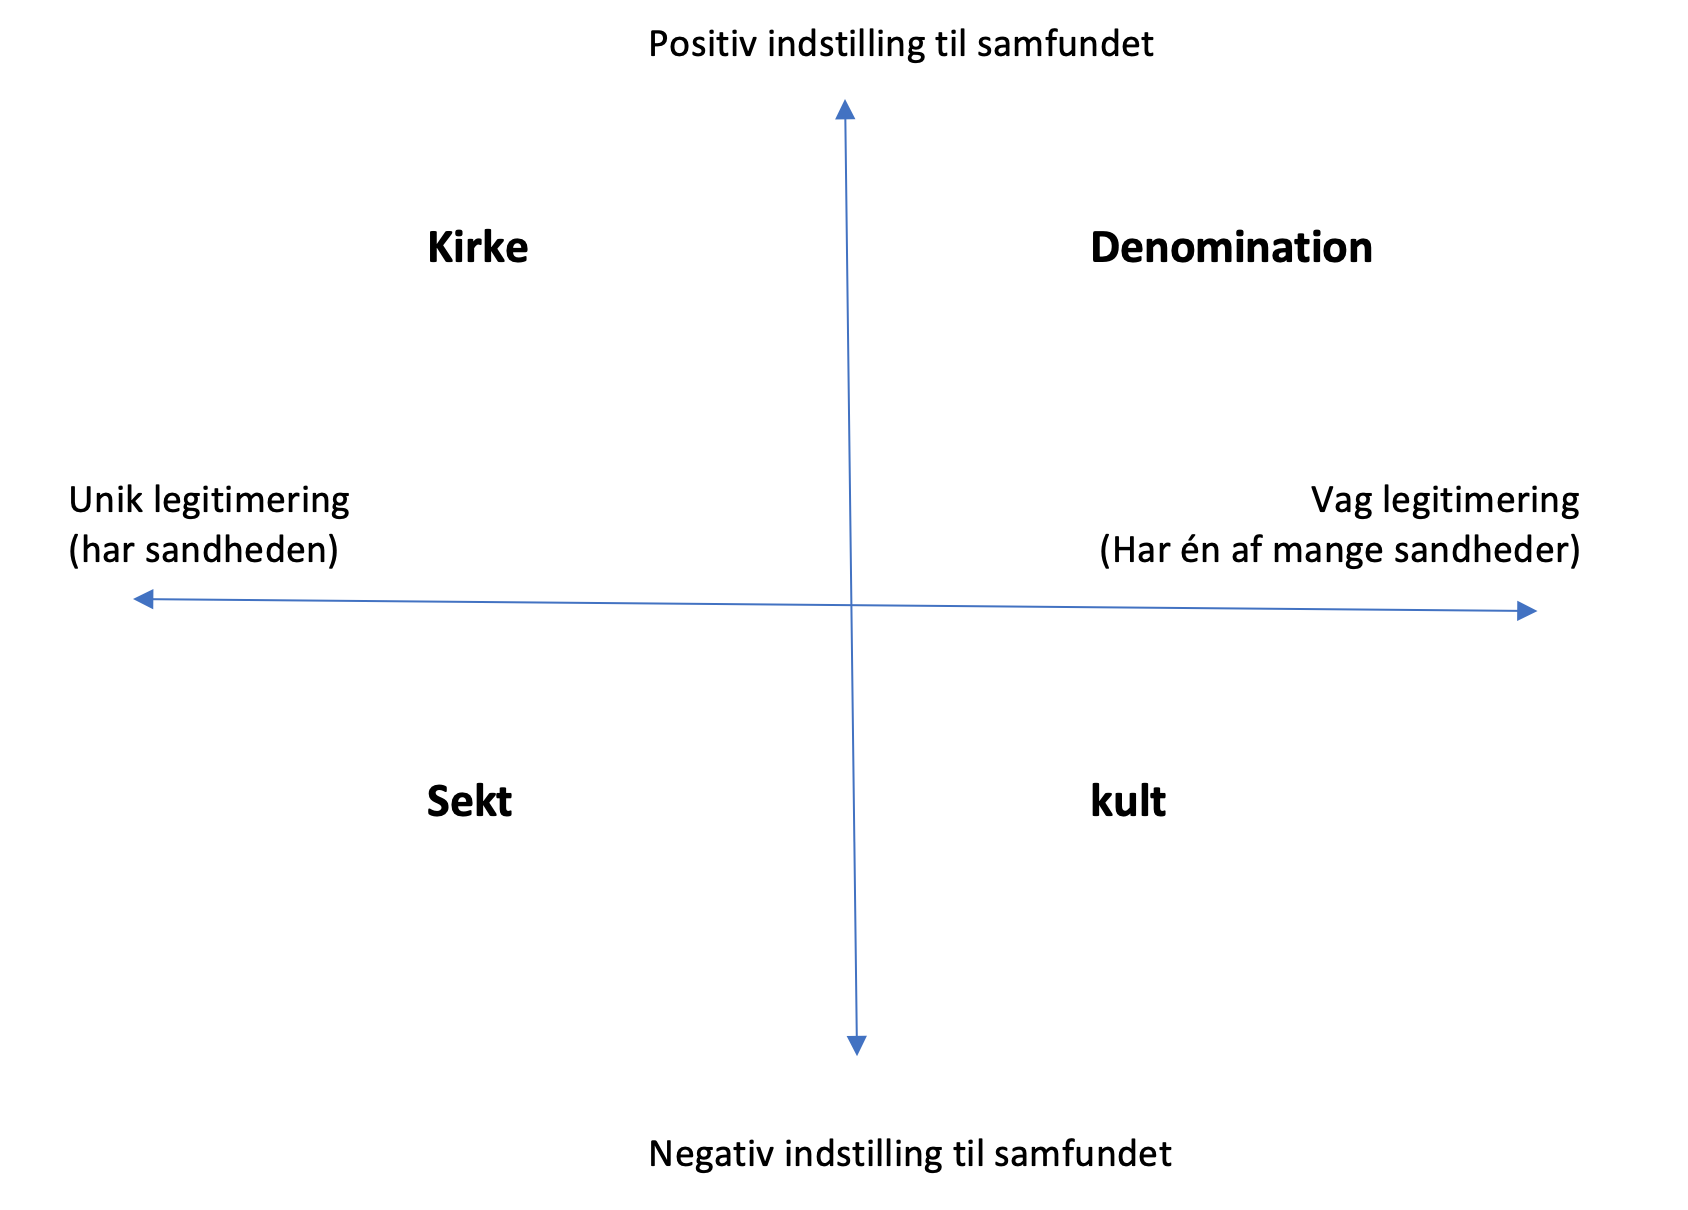 Positiv indstilling til samfundet
Kirke
Denomination
Unik legitimering
(har sandheden)
Vag legitimering
(Har én af mange sandheder)
Sekt
kult
Negativ indstilling til samfundet